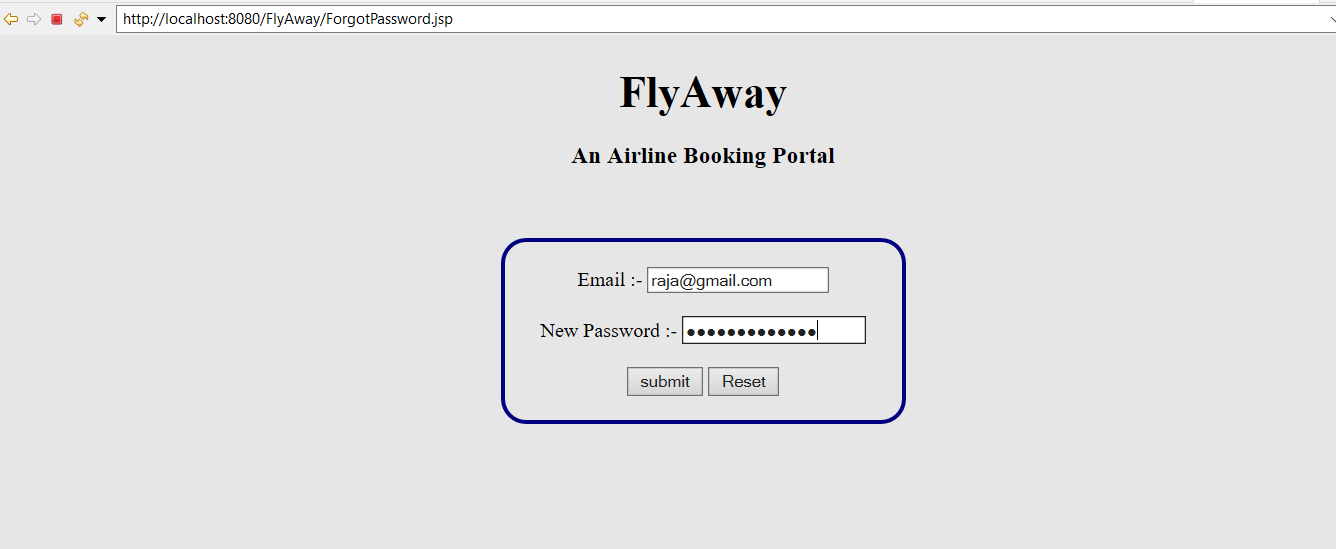 http://localhost:8080/FlyAway/ForgotPassword.jsp
FlyAway
An Airline Booking Portal
Email :- raja@gmail.com
New Password :- •••••••••••••
submit Reset